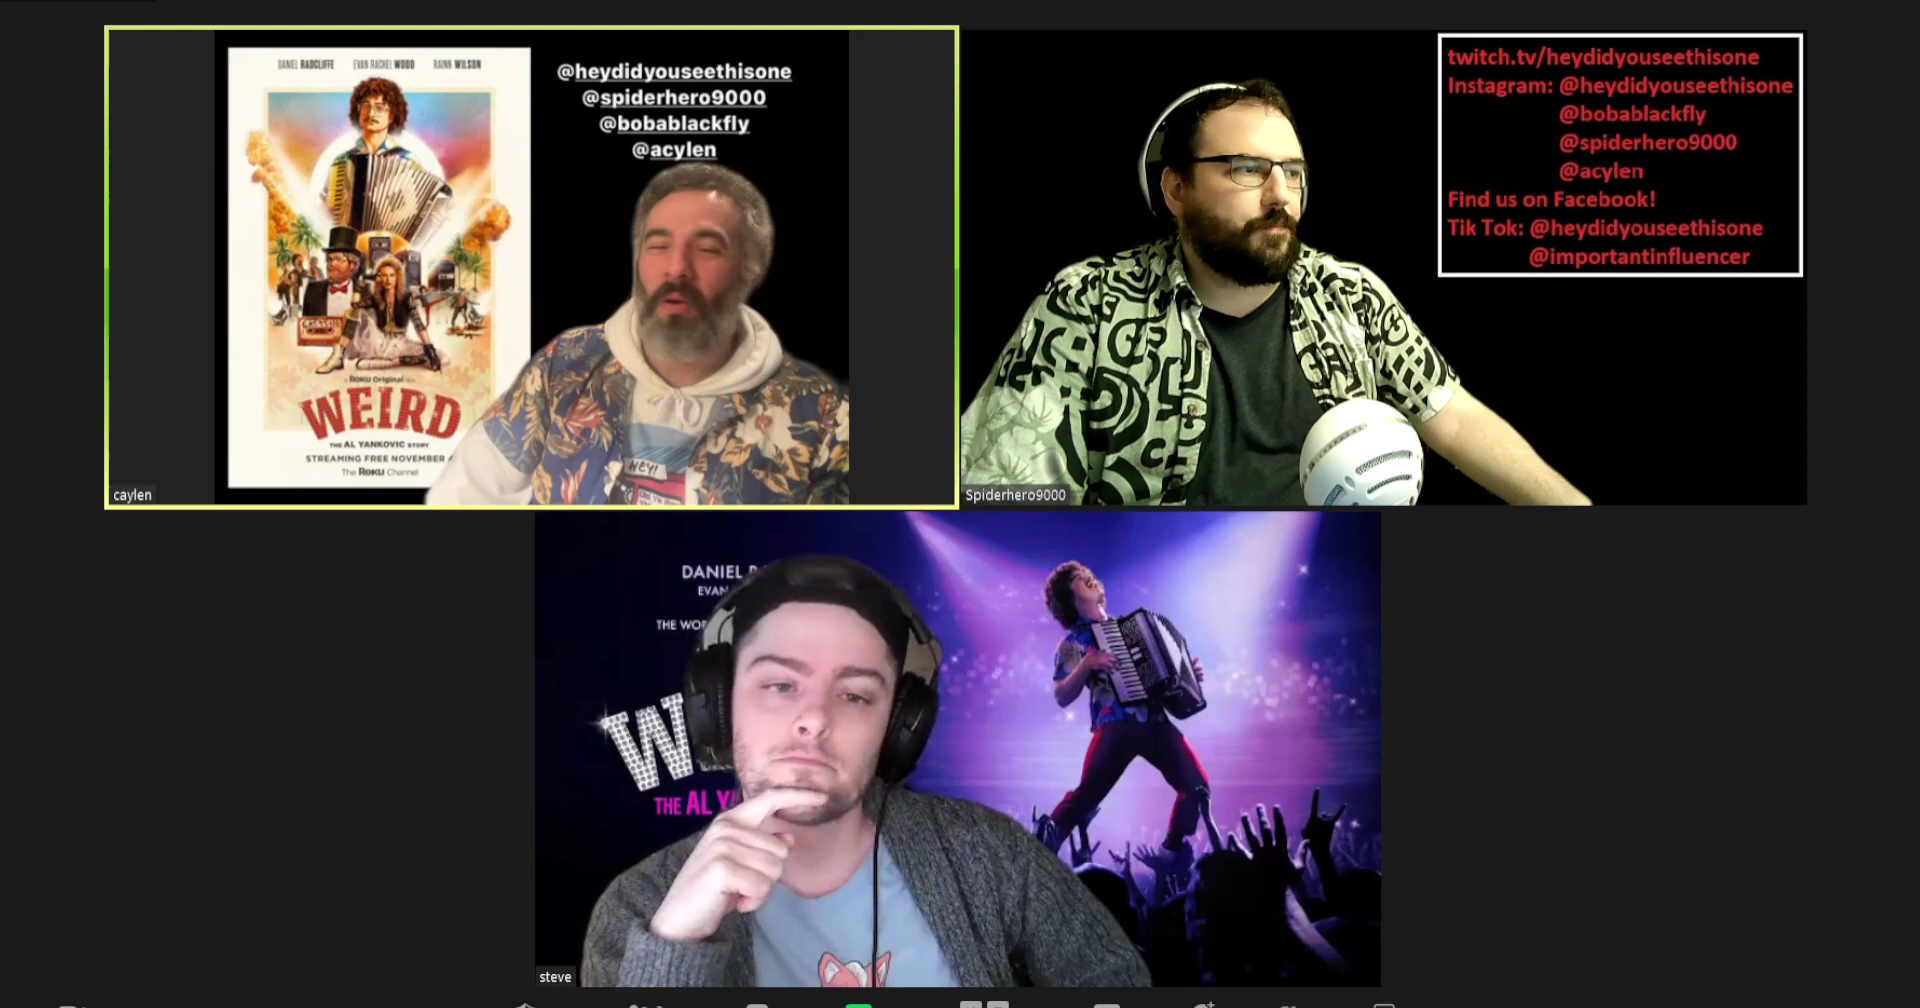 DANIEL RADCLIFFE EVAN RACHEL WOOD RAINN WILSON
@heydidyouseethisone
@spiderhero9000
@bobablackfly
@acylen
A ROKU Original
WEIRD
THE AL YANKOVIC STORY
STREAMING FREE NOVEMBER
The ROKU Channel
HEY!
caylen
twitch.tv/heydidyouseethisone
Instagram: @heydidyouseethisone
@bobablackfly
@spiderhero9000
@acylen
Find us on Facebook!
Tik Tok: @heydidyouseethisone
@importantinfluencer
Spiderhero9000
DANIEL
EVAN
THE
W
THE AL
steve